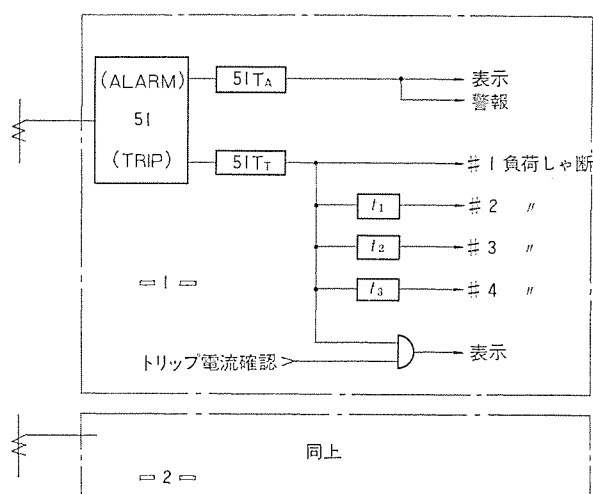 (ALARM)
51
(TRIP)
51TA
表示
警報
51TT
#1負荷しゃ断
t1
#2 〃
t2
#3 〃
t3
#4 〃
1
トリップ電流確認
表示
同上
2